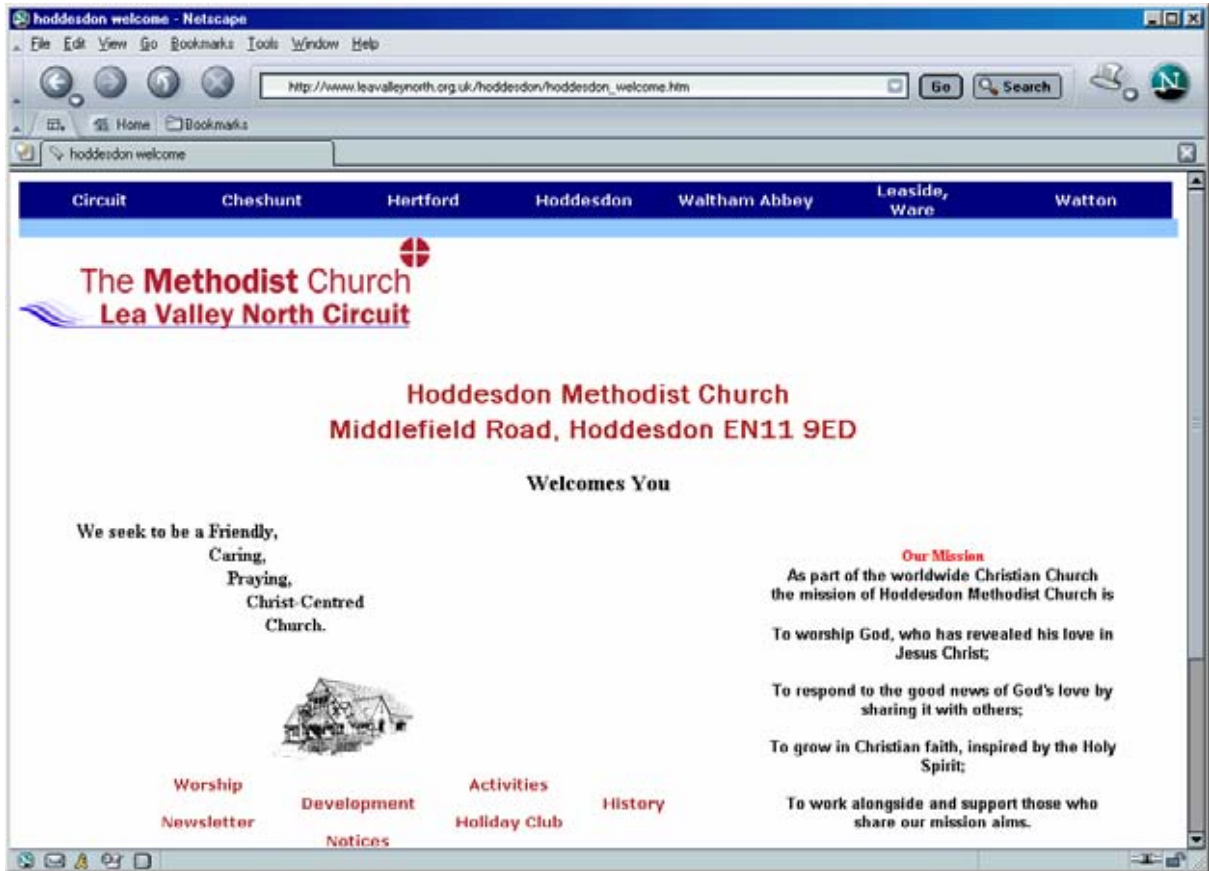 hoddesdon welcome - Netscape
File Edit View Go Bookmarks Tools Window Help
http://www.leavalleynorth.org.uk/hoddesdon/hoddesdon_welcome.htm Go Search N
Home Bookmarks
hoddesdon welcome
Circuit Cheshunt Hertford Hoddesdon Waltham Abbey Leaside, Ware Watton
The Methodist Church
Lea Valley North Circuit
Hoddesdon Methodist Church
Middlefield Road, Hoddesdon EN11 9ED
Welcomes You
We seek to be a Friendly,
Caring,
Praying,
Christ-Centred
Church.
Our Mission
As part of the worldwide Christian Church
the mission of Hoddesdon Methodist Church is
To worship God, who has revealed his love in
Jesus Christ;
To respond to the good news of God's love by
sharing it with others;
To grow in Christian faith, inspired by the Holy
Spirit;
To work alongside and support those who
share our mission aims.
Worship Activities
Development History
Newsletter Holiday Club
Notices